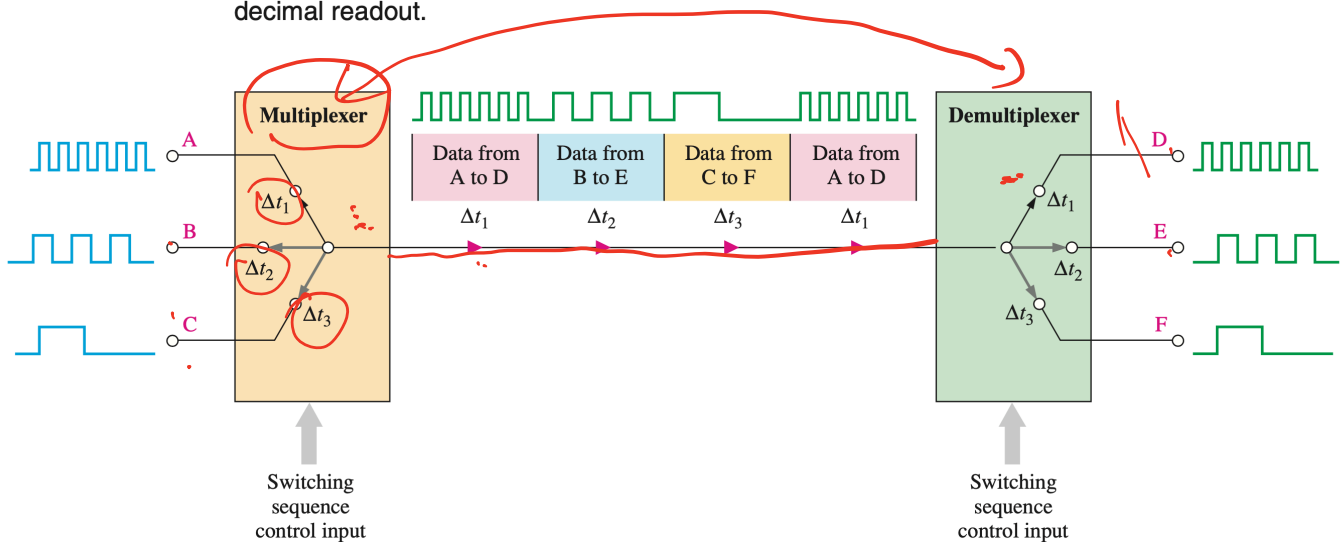 decimal readout.
Multiplexer
Demultiplexer
A
B
C
Δt1
Δt2
Δt3
Data from
A to D
Data from
B to E
Data from
C to F
Data from
A to D
Δt1
Δt2
Δt3
Δt1
Δt1
Δt2
Δt3
D
E
F
Switching
sequence
control input
Switching
sequence
control input